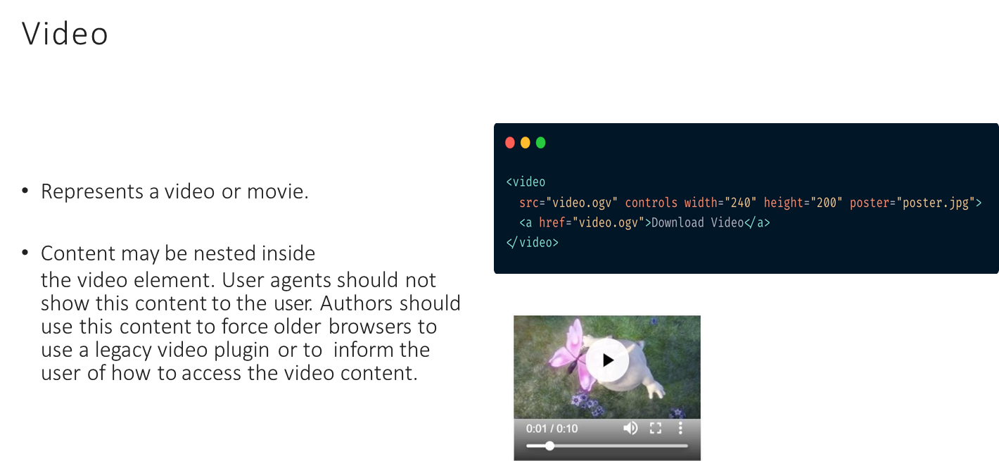 Video
• Represents a video or movie.
• Content may be nested inside
the video element. User agents should not
show this content to the user. Authors should
use this content to force older browsers to
use a legacy video plugin or to  inform the
user of how to access the video content.
<video
  src="video.ogv" controls width="240" height="200" poster="poster.jpg">
  <a href="video.ogv">Download Video</a>
</video>
0:01 / 0:10